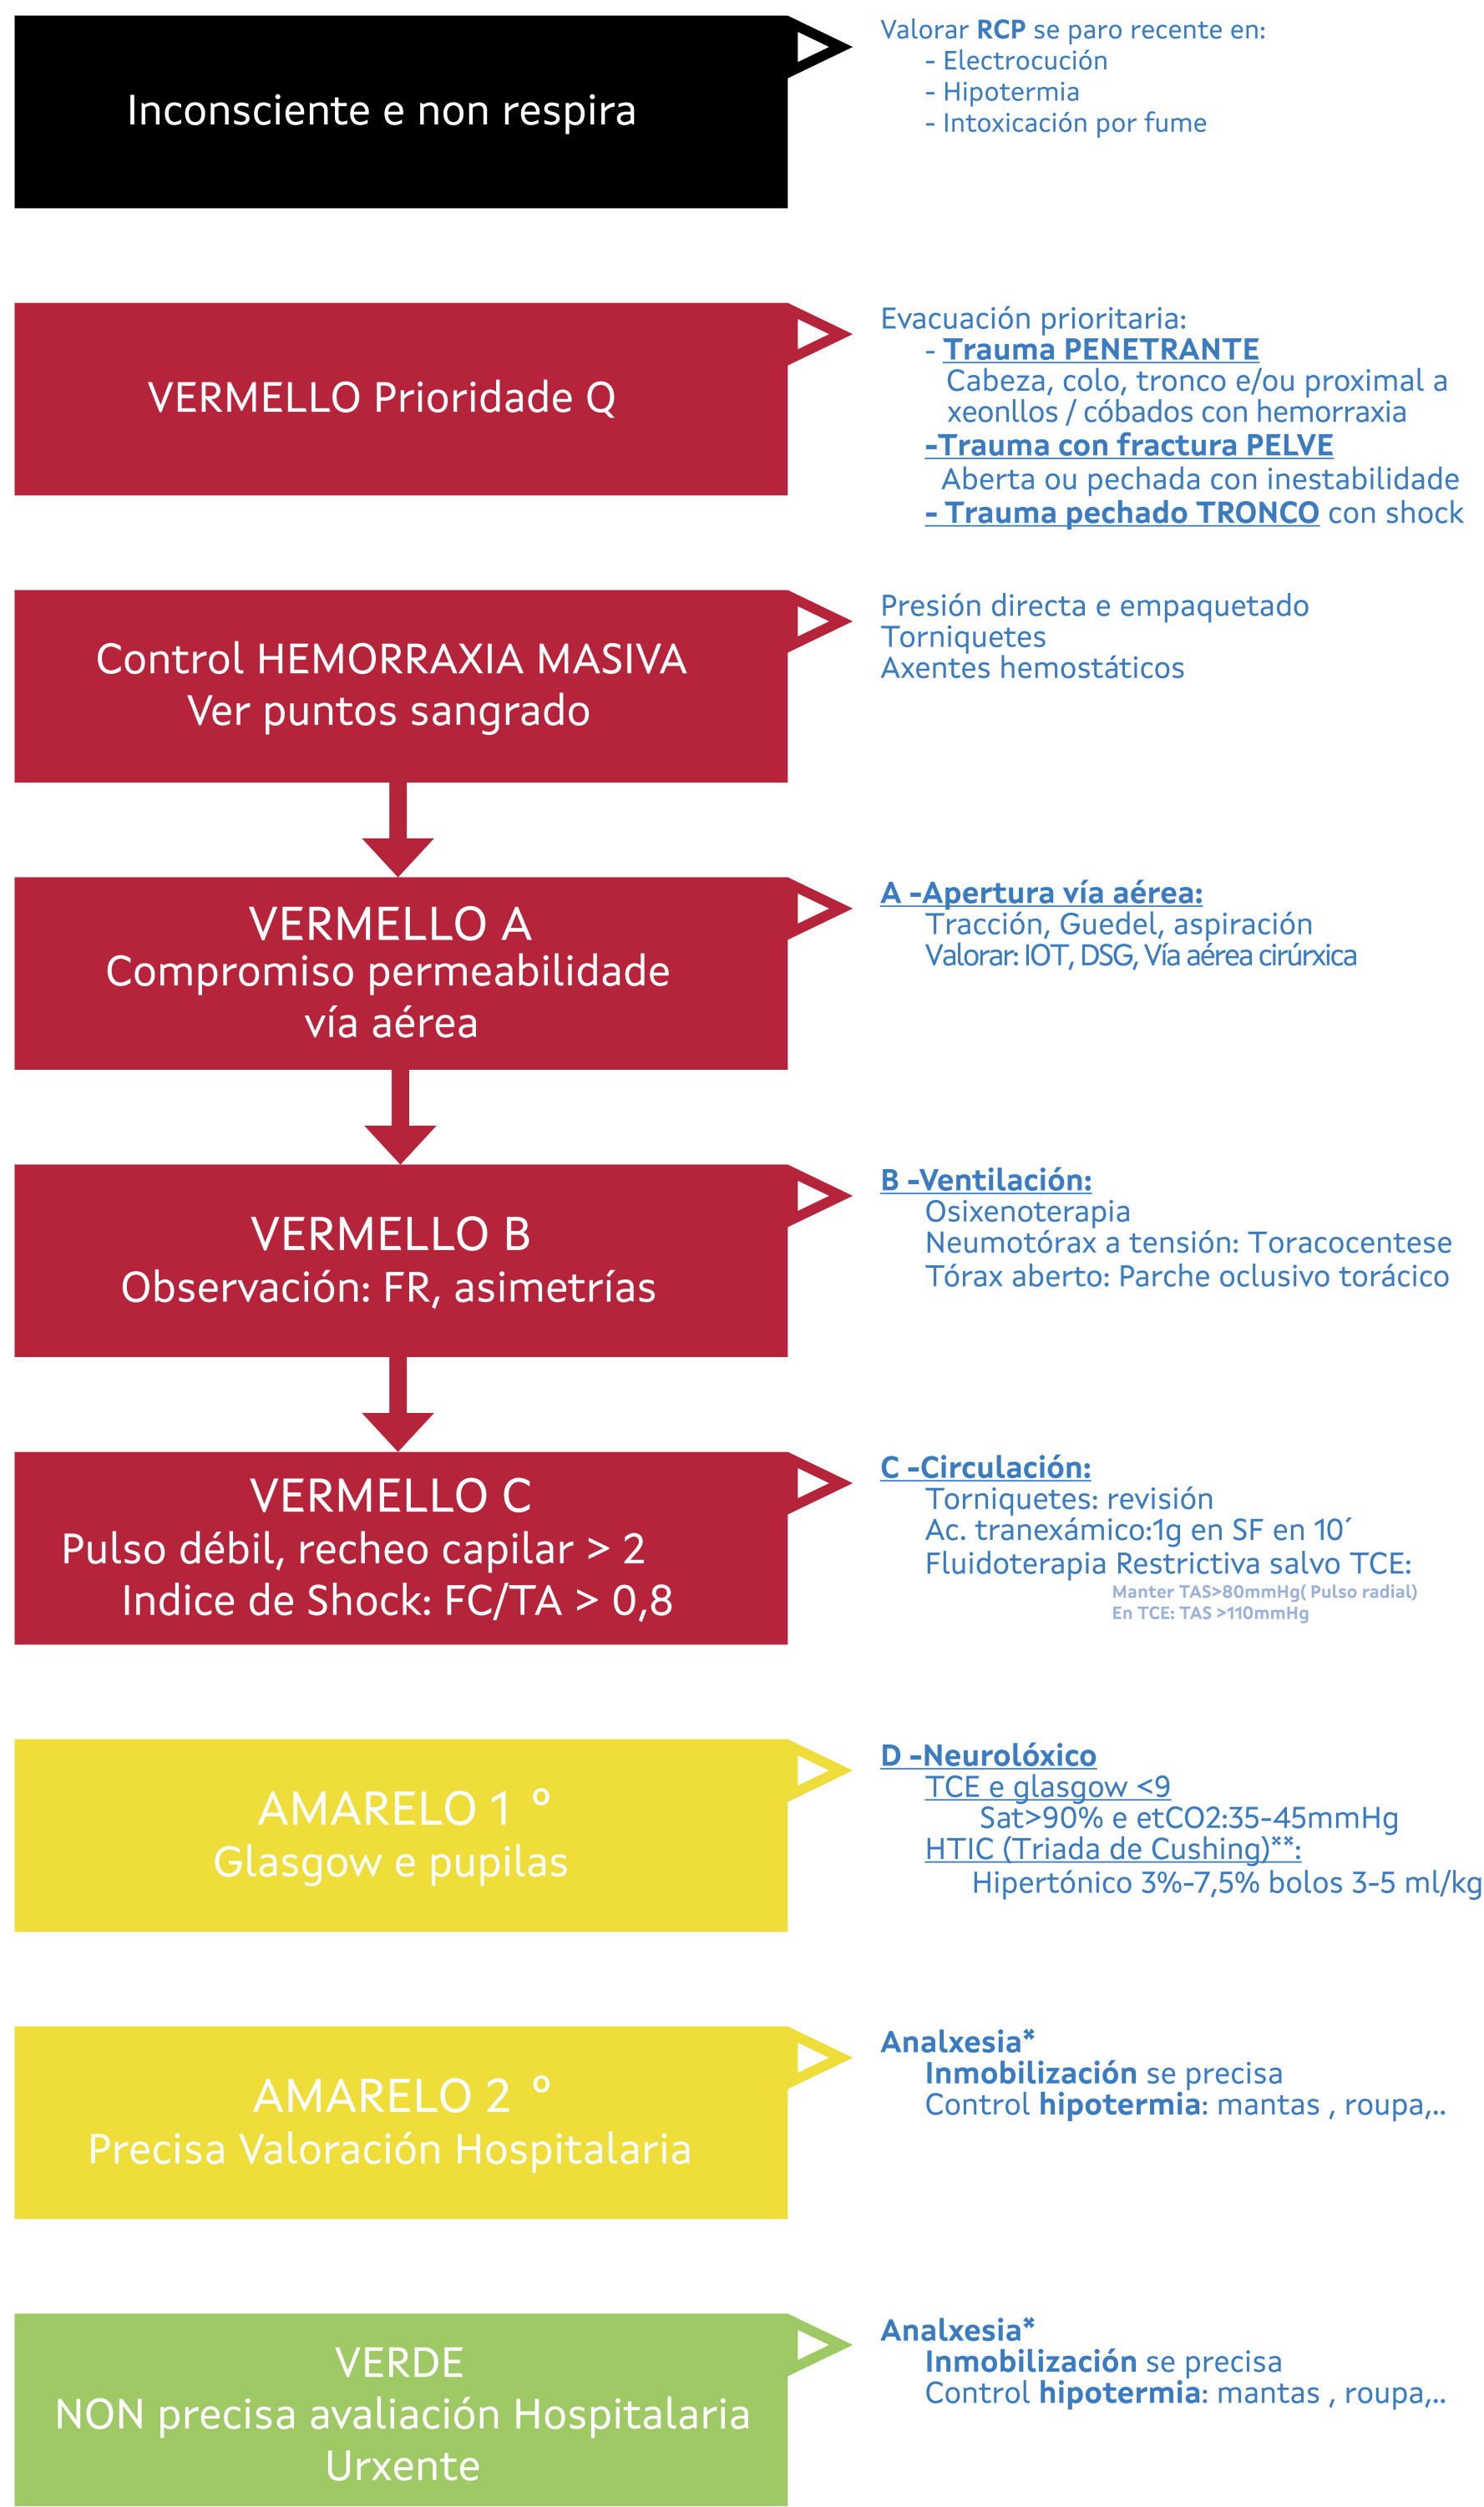 Inconsciente e non respira
Valorar RCP se paro recente en:
- Electrocución
- Hipotermia
- Intoxicación por fume
VERMELLO Prioridade Q
Evacuación prioritaria:
- Trauma PENETRANTE
Cabeza, colo, tronco e/ou proximal a
xeonllos / cóbados con hemorraxia
-Trauma con fractura PELVE
Aberta ou pechada con inestabilidade
- Trauma pechado TRONCO con shock
Control HEMORRAXIA MASIVA
Ver puntos sangrado
Presión directa e empaquetado
Torniquetes
Axentes hemostáticos
VERMELLO A
Compromiso permeabilidade
vía aérea
A -Apertura vía aérea:
Tracción, Guedel, aspiración
Valorar: IOT, DSG, Vía aérea cirúrxica
VERMELLO B
Observación: FR, asimetrías
B -Ventilación:
Osixenoterapia
Neumotórax a tensión: Toracocentese
Tórax aberto: Parche oclusivo torácico
VERMELLO C
Pulso débil, recheo capilar > 2
Indice de Shock: FC/TA > 0,8
C -Circulación:
Torniquetes: revisión
Ac. tranexámico:1g en SF en 10´
Fluidoterapia Restrictiva salvo TCE:
Manter TAS>80mmHg( Pulso radial)
En TCE: TAS >110mmHg
AMARELO 1 º
Glasgow e pupilas
D -Neurolóxico
TCE e glasgow <9
Sat>90% e etCO2:35-45mmHg
HTIC (Triada de Cushing)**:
Hipertónico 3%-7,5% bolos 3-5 ml/kg
AMARELO 2 º
Precisa Valoración Hospitalaria
Analxesia*
Inmobilización se precisa
Control hipotermia: mantas , roupa,..
VERDE
NON precisa avaliación Hospitalaria
Urxente
Analxesia*
Inmobilización se precisa
Control hipotermia: mantas , roupa,..